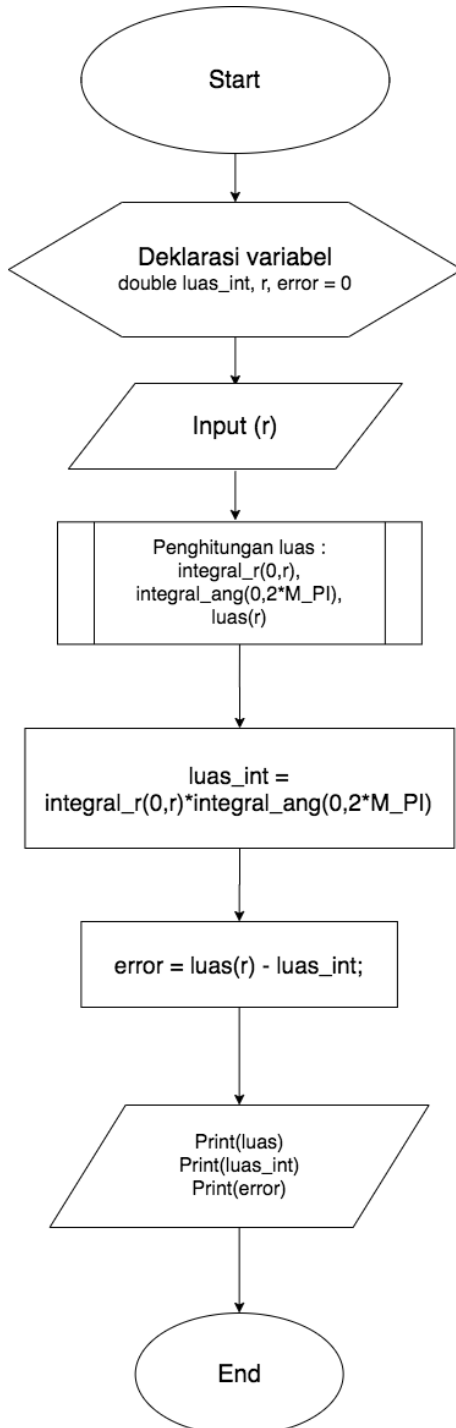 Start
Deklarasi variabel
double luas_int, r, error = 0
Input (r)
Penghitungan luas :
integral_r(0,r),
integral_ang(0,2*M_PI),
luas(r)
luas_int =
integral_r(0,r)*integral_ang(0,2*M_PI)
error = luas(r) - luas_int;
Print(luas)
Print(luas_int)
Print(error)
End